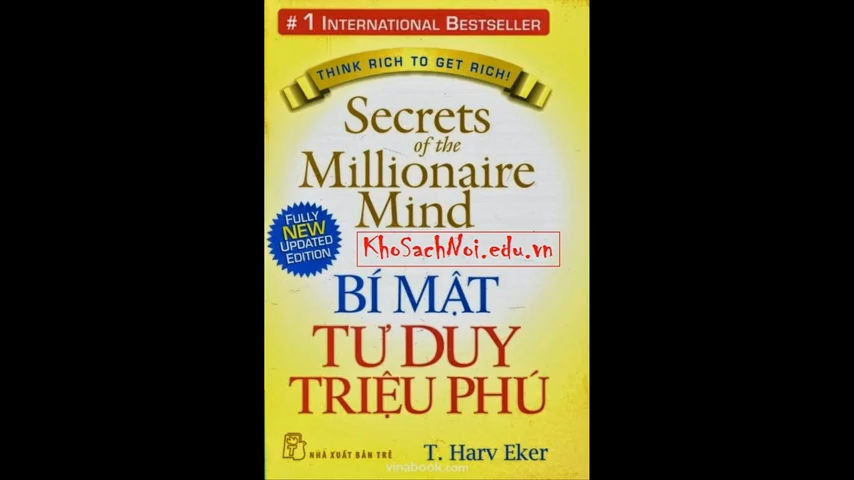 # 1 INTERNATIONAL BESTSELLER
THINK RICH TO GET RICH!
Secrets
of the
Millionaire
Mind
FULLY
NEW
UPDATED
EDITION
KhoSachNoi.edu.vn
BÍ MẬT
TƯ DUY
TRIỆU PHÚ
NHÀ XUẤT BẢN TRẺ
T. Harv Eker
vinabook.com